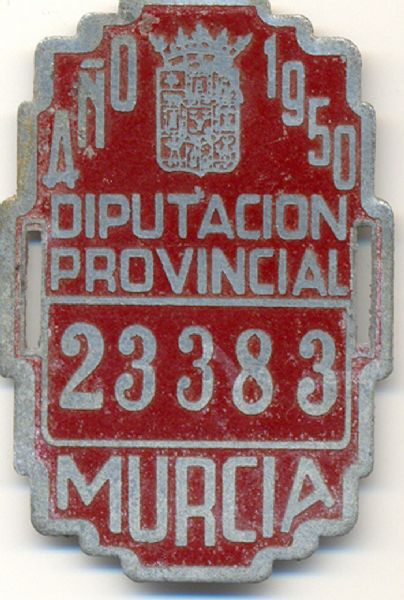 AÑO 1950
DIPUTACION
PROVINCIAL
23383
MURCIA